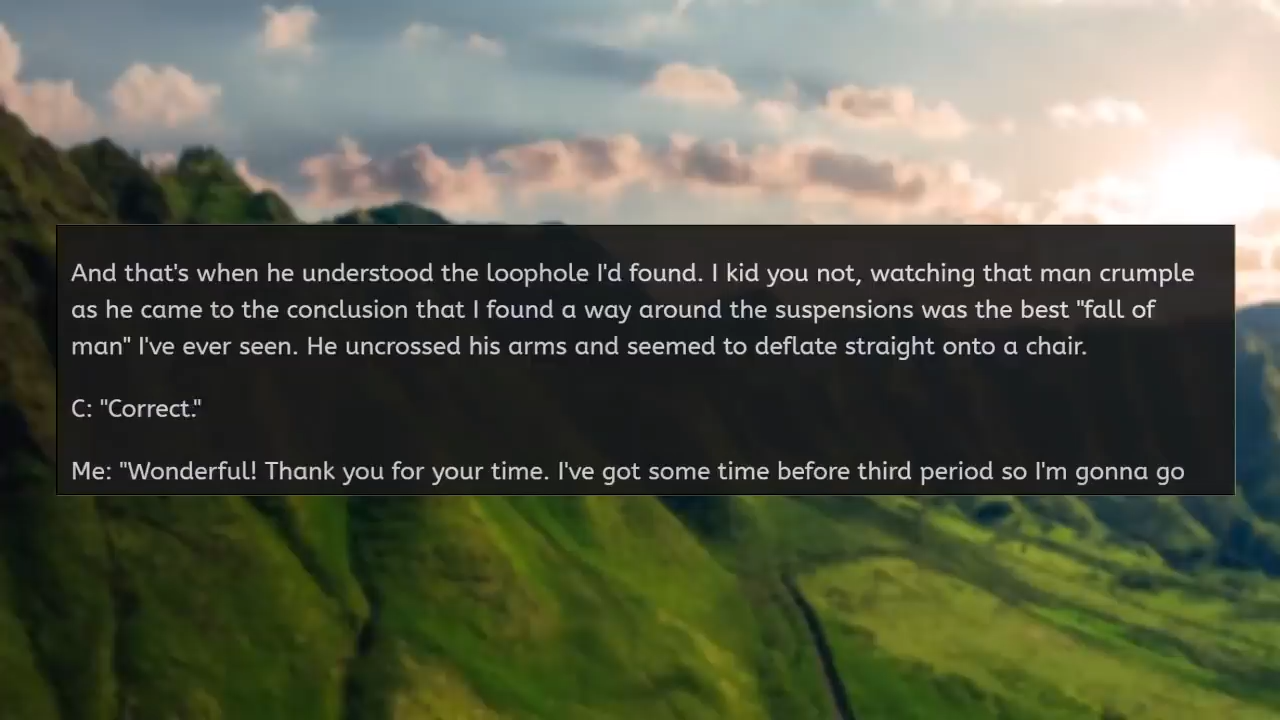 And that's when he understood the loophole I'd found. I kid you not, watching that man crumple
as he came to the conclusion that I found a way around the suspensions was the best "fall of
man" I've ever seen. He uncrossed his arms and seemed to deflate straight onto a chair.
C: "Correct."
Me: "Wonderful! Thank you for your time. I've got some time before third period so I'm gonna go